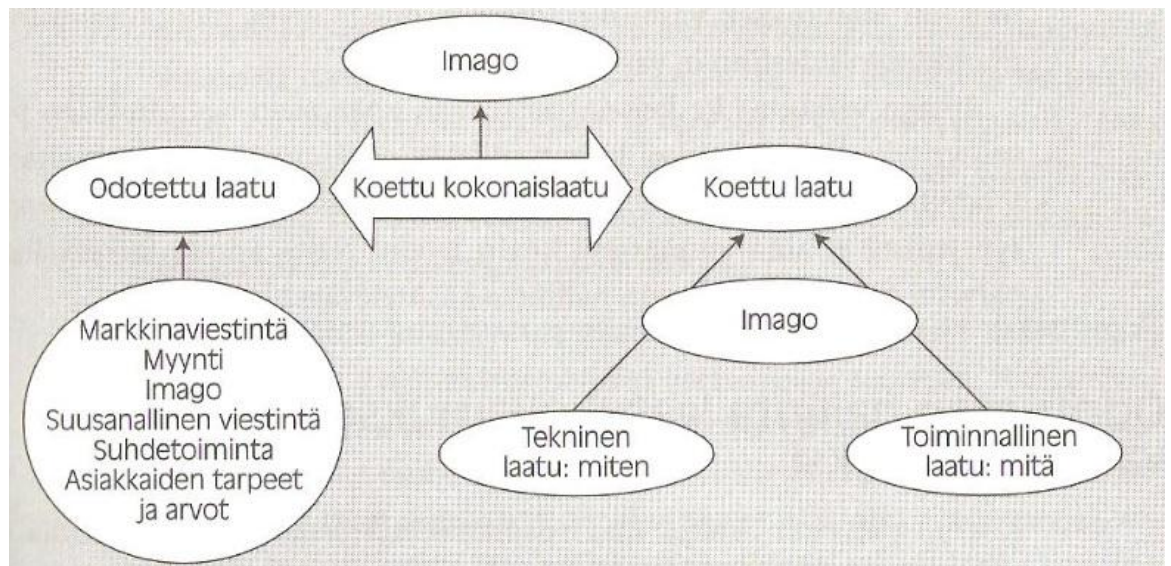 Imago
Odotettu laatu
Koettu kokonaislaatu
Koettu laatu
Markkinaviestintä
Myynti
Imago
Suusanallinen viestintä
Suhdetoiminta
Asiakkaiden tarpeet
ja arvot
Imago
Tekninen
laatu: miten
Toiminnallinen
laatu: mitä